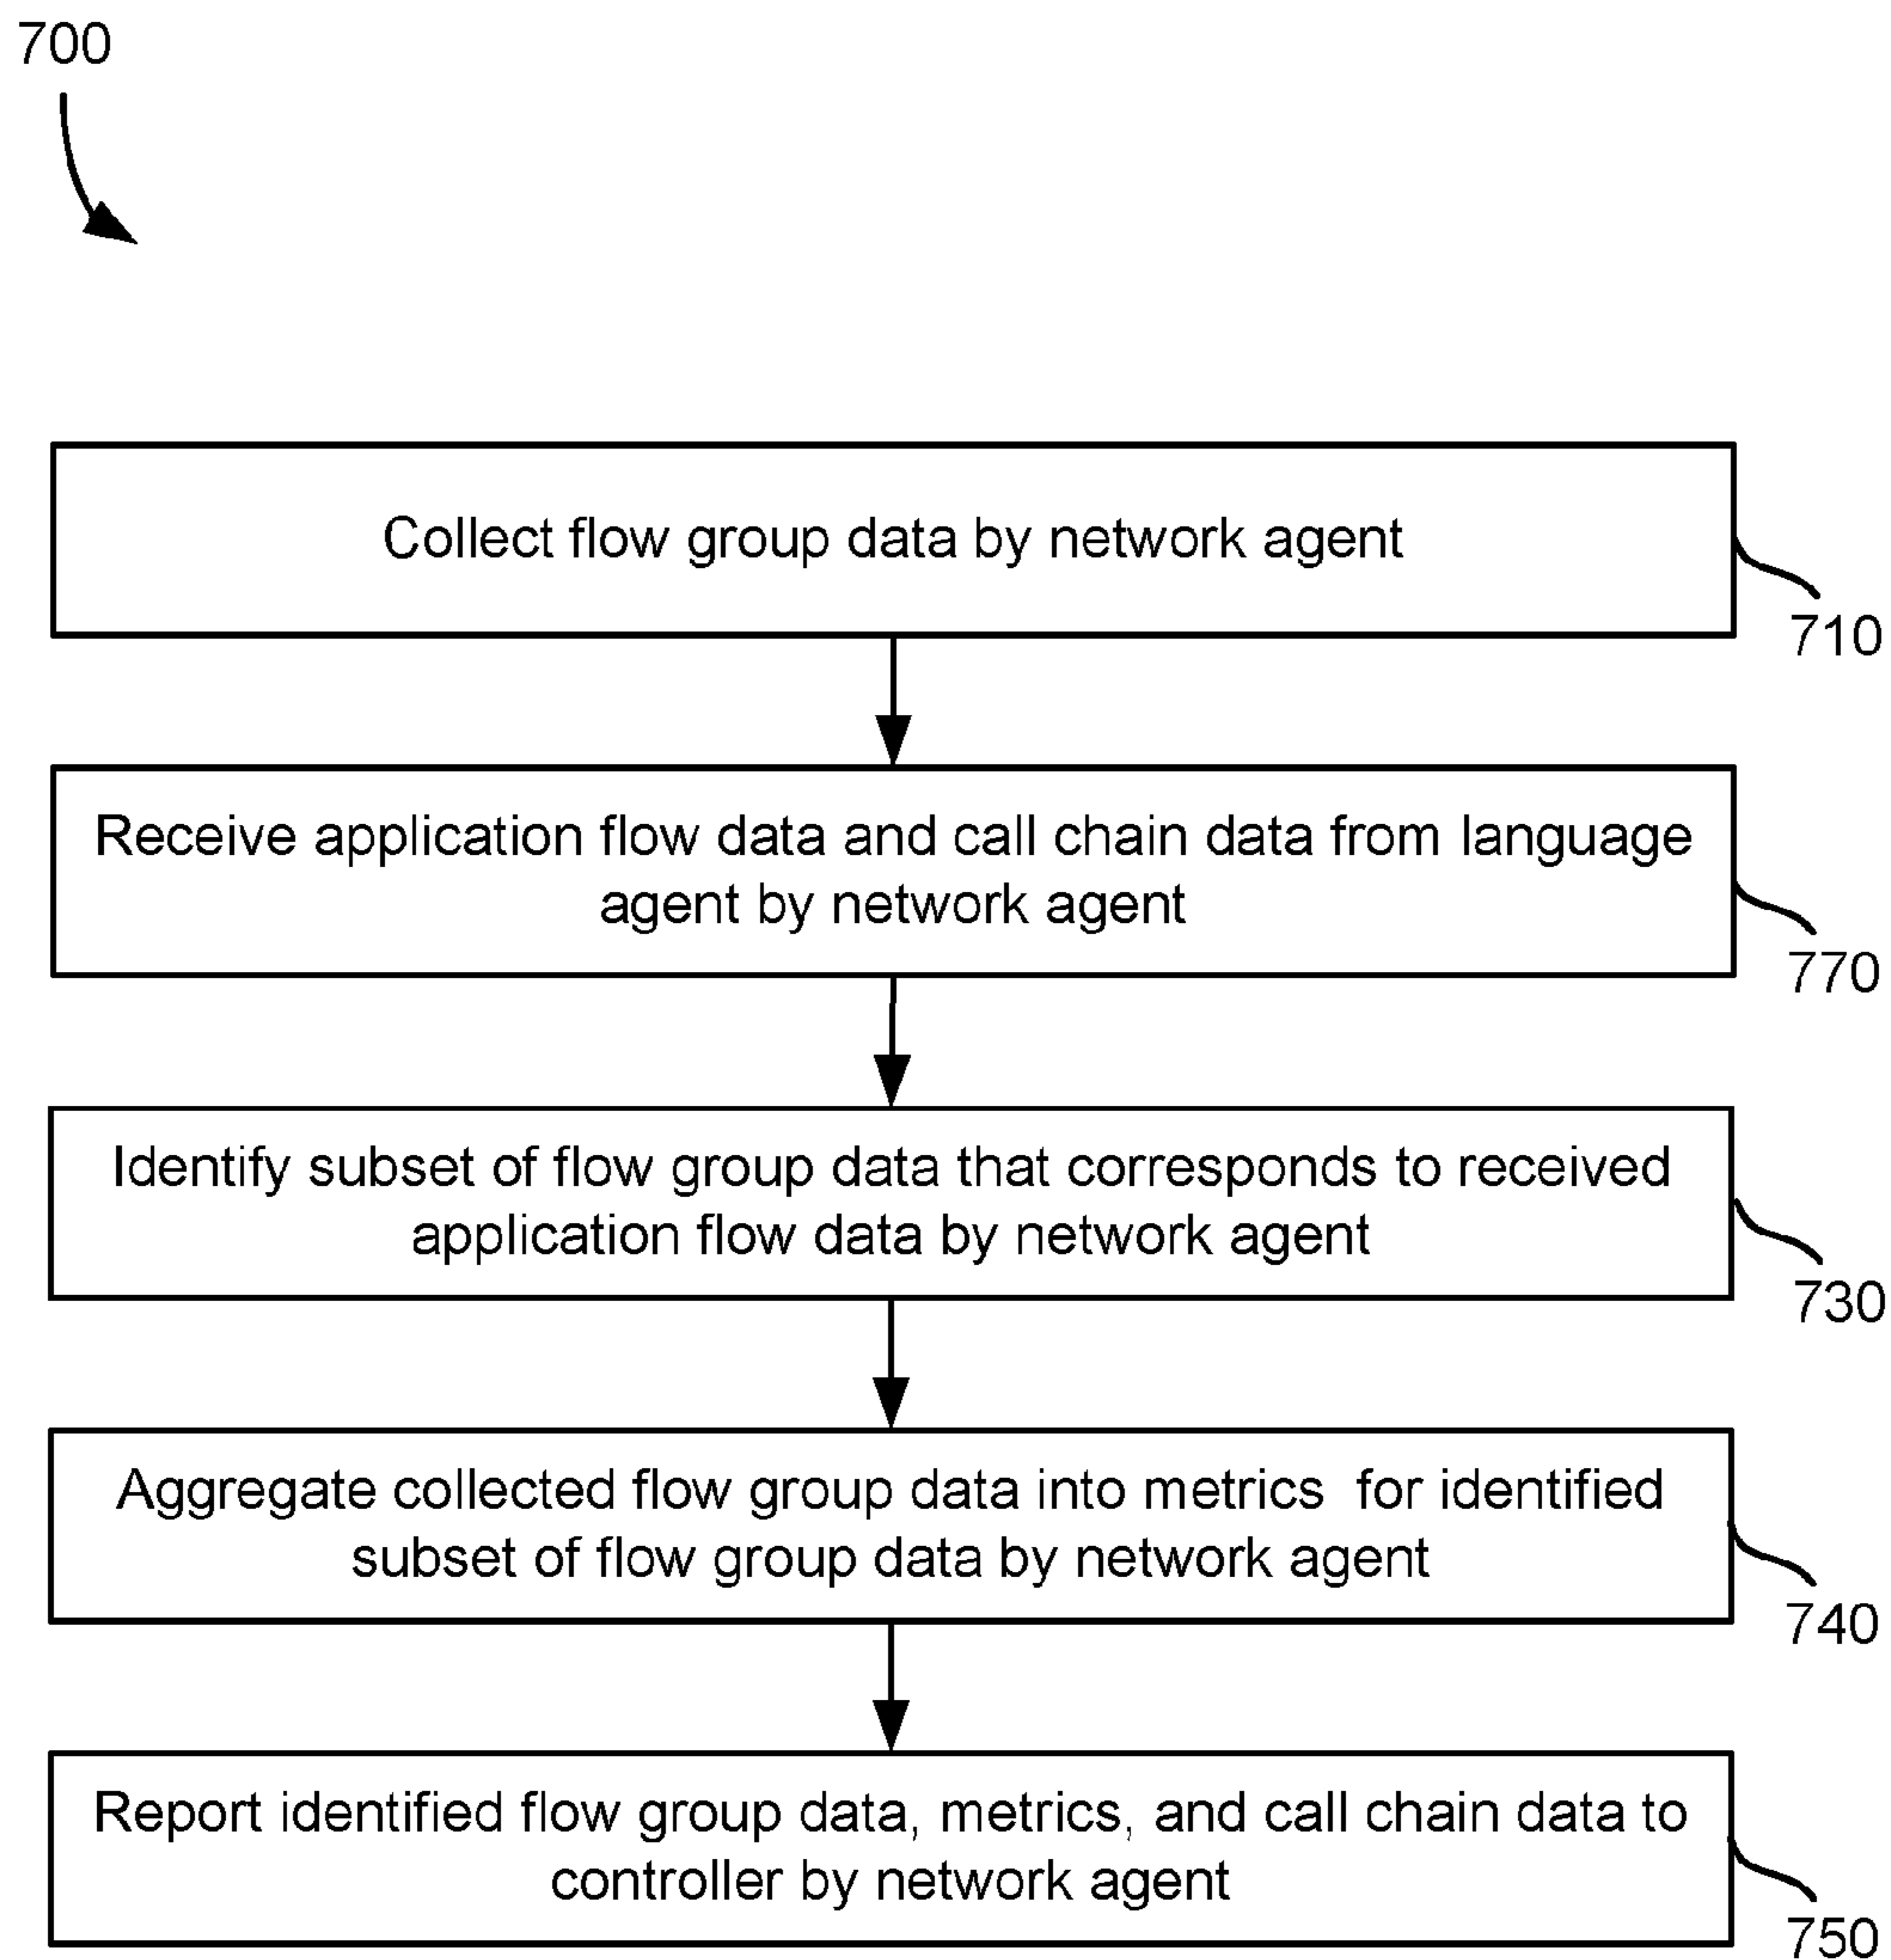 700
Collect flow group data by network agent
710
Receive application flow data and call chain data from language
agent by network agent
770
Identify subset of flow group data that corresponds to received
application flow data by network agent
730
Aggregate collected flow group data into metrics  for identified
subset of flow group data by network agent
740
Report identified flow group data, metrics, and call chain data to
controller by network agent
750